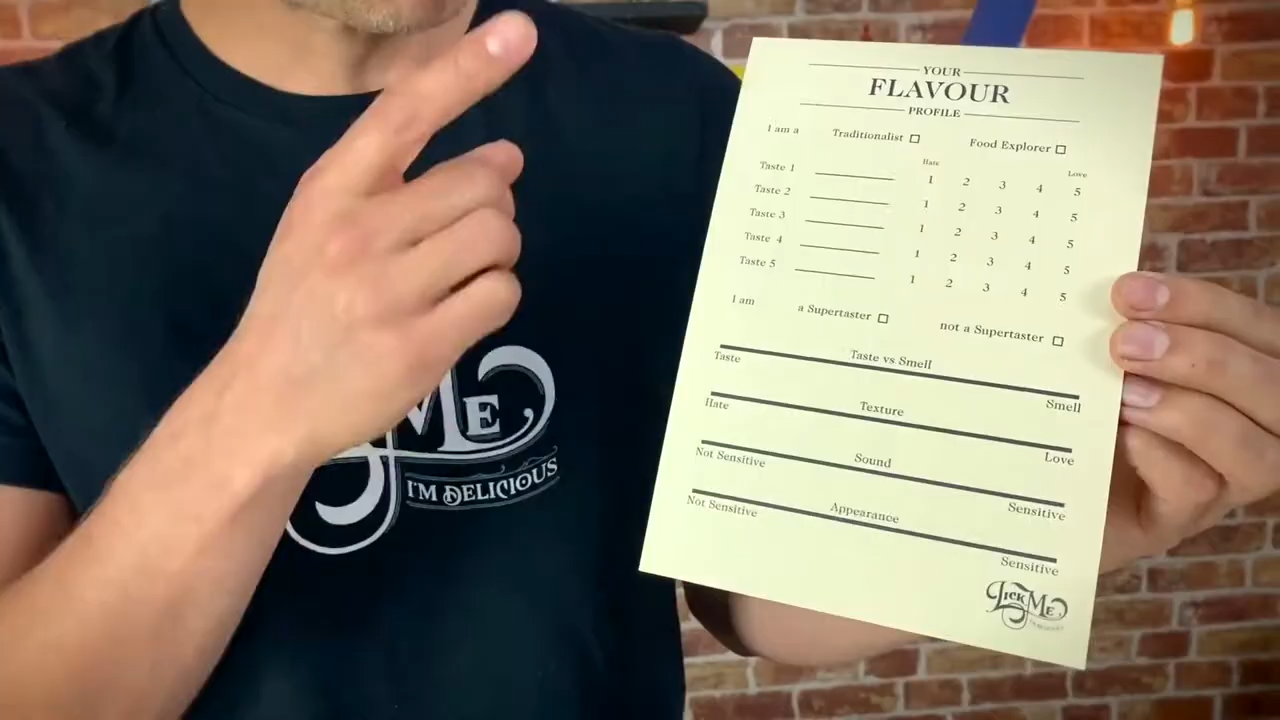 YOUR
FLAVOUR
PROFILE
I am a Traditionalist Food Explorer
Hate Love
Taste 1 1 2 3 4 5
Taste 2 1 2 3 4 5
Taste 3 1 2 3 4 5
Taste 4 1 2 3 4 5
Taste 5 1 2 3 4 5
I am a Supertaster not a Supertaster
Taste Taste vs Smell Smell
Hate Texture Love
Not Sensitive Sound Sensitive
Not Sensitive Appearance Sensitive
LICK ME
I'M DELICIOUS
ME
I'M DELICIOUS